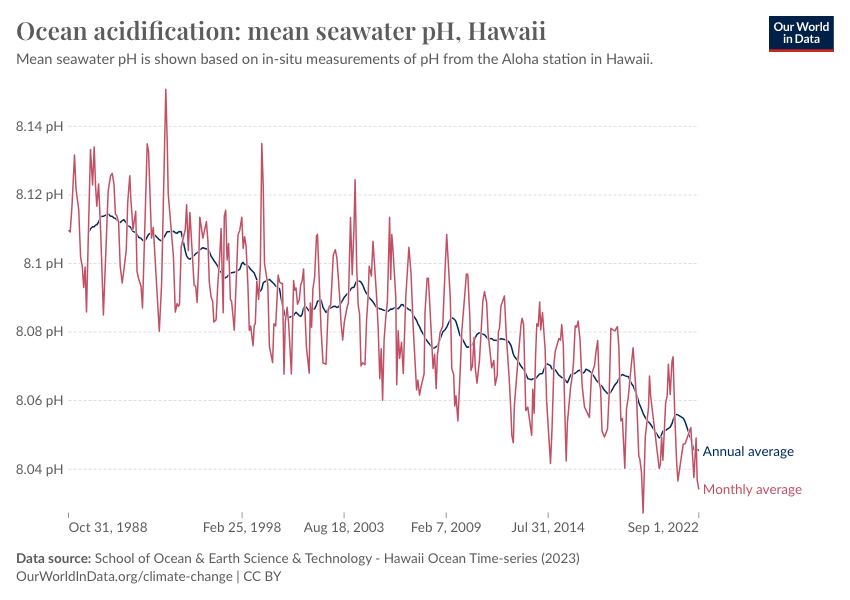 Ocean acidification: mean seawater pH, Hawaii
Our World
in Data
Mean seawater pH is shown based on in-situ measurements of pH from the Aloha station in Hawaii.
8.14 pH
8.12 pH
8.1 pH
8.08 pH
8.06 pH
8.04 pH
Annual average
Monthly average
Oct 31, 1988
Feb 25, 1998
Aug 18, 2003
Feb 7, 2009
Jul 31, 2014
Sep 1, 2022
Data source: School of Ocean & Earth Science & Technology - Hawaii Ocean Time-series (2023)
OurWorldInData.org/climate-change | CC BY